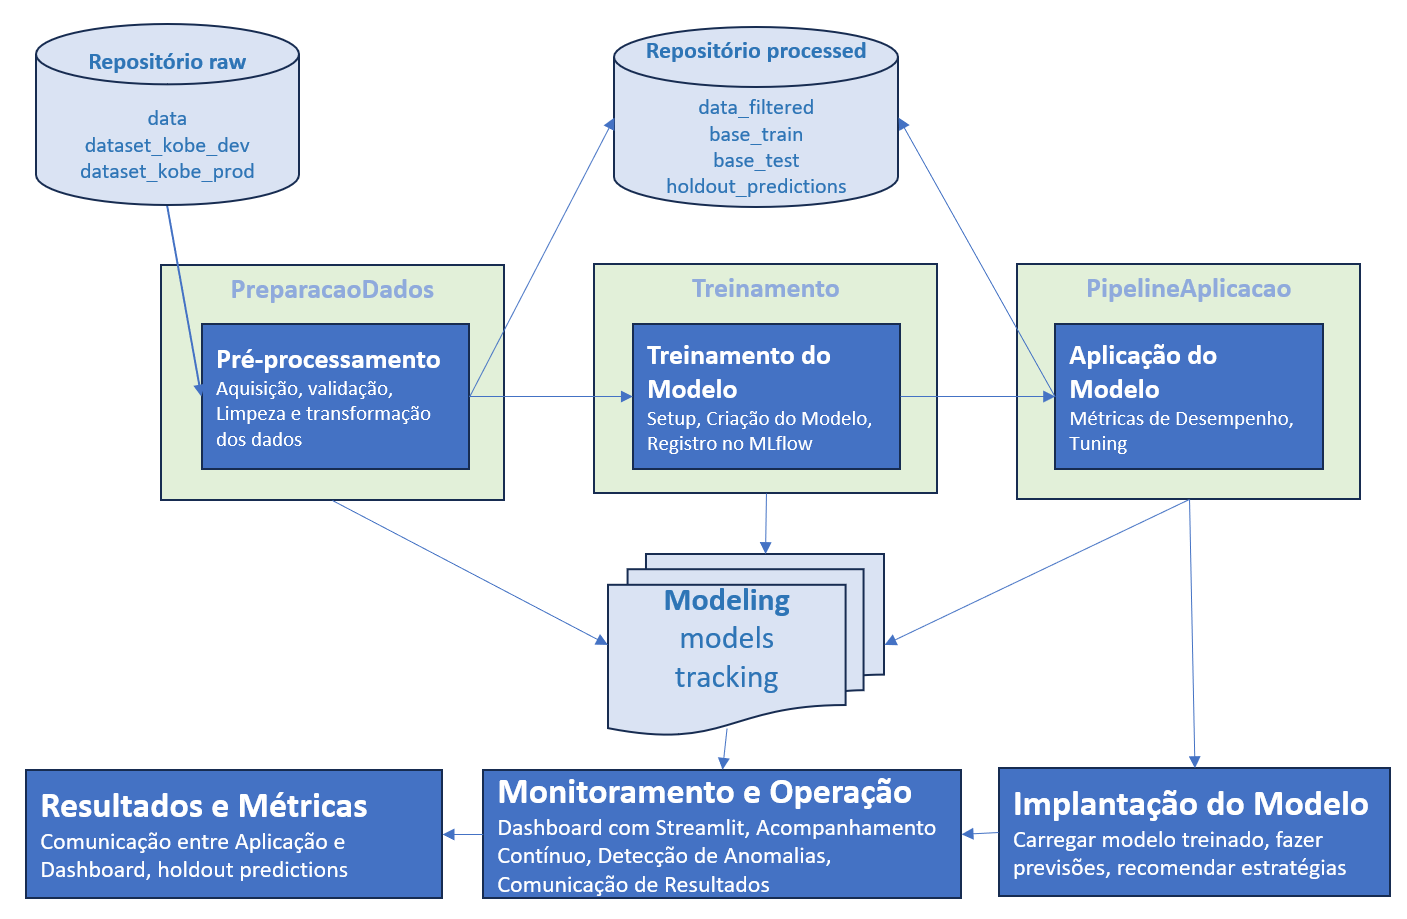 Repositório raw
data
dataset_kobe_dev
dataset_kobe_prod
Repositório processed
data_filtered
base_train
base_test
holdout_predictions
PreparacaoDados
Pré-processamento
Aquisição, validação,
Limpeza e transformação
dos dados
Treinamento
Treinamento do
Modelo
Setup, Criação do Modelo,
Registro no MLflow
PipelineAplicacao
Aplicação do
Modelo
Métricas de Desempenho,
Tuning
Modeling
models
tracking
Resultados e Métricas
Comunicação entre Aplicação e
Dashboard, holdout predictions
Monitoramento e Operação
Dashboard com Streamlit, Acompanhamento
Contínuo, Detecção de Anomalias,
Comunicação de Resultados
Implantação do Modelo
Carregar modelo treinado, fazer
previsões, recomendar estratégias